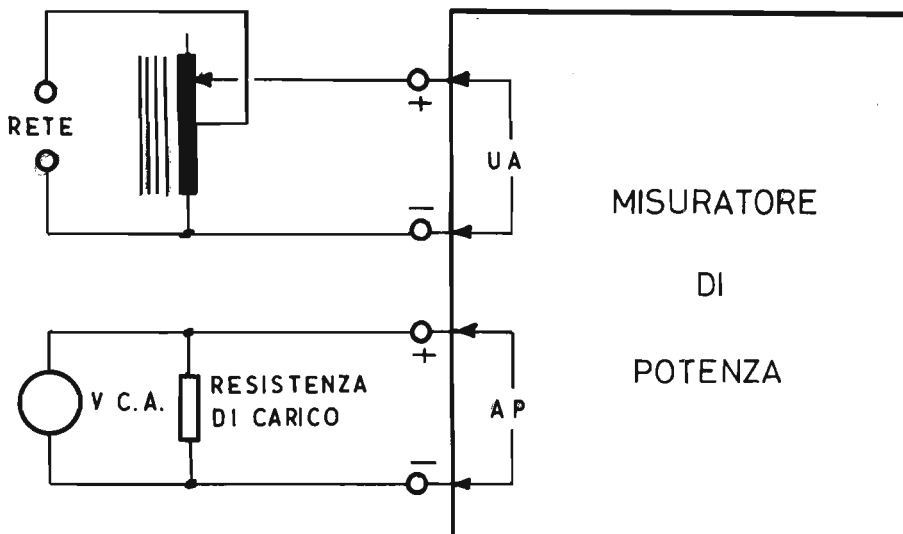 RETE
+
UA
−
MISURATORE
DI
POTENZA
+
V C.A.
RESISTENZA
DI CARICO
AP
−